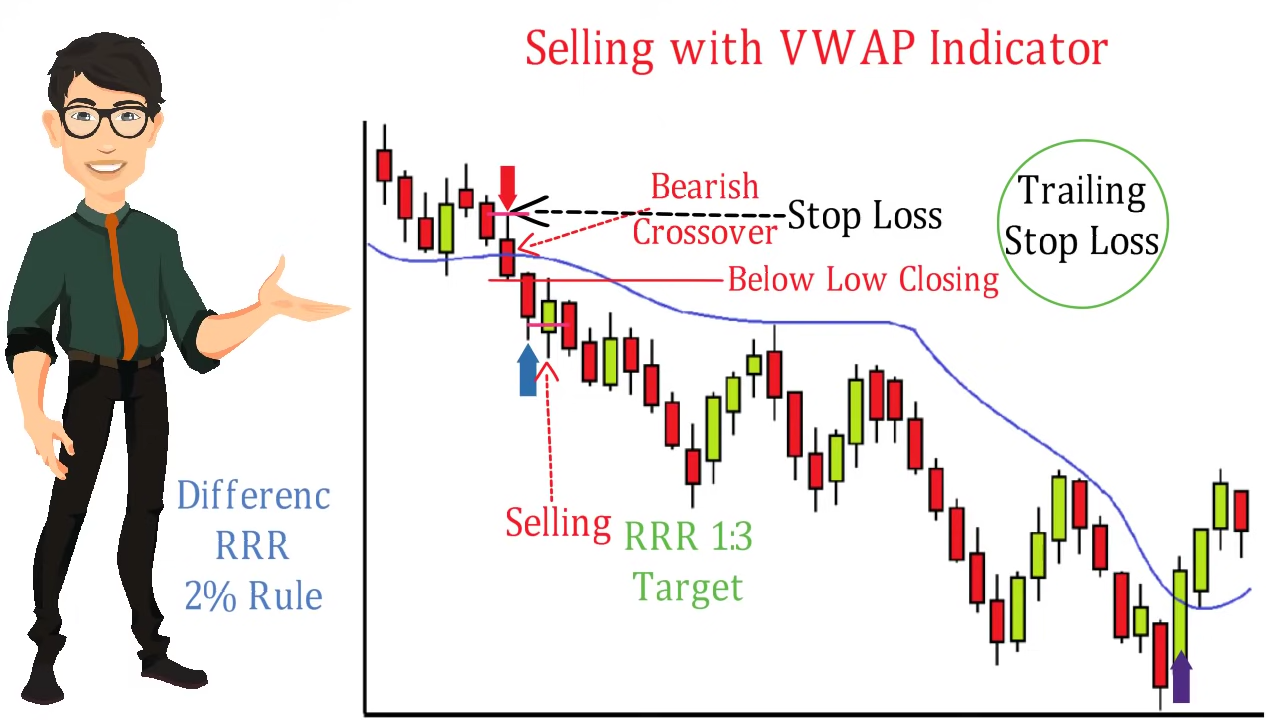 Selling with VWAP Indicator
Bearish
Crossover
Stop Loss
Trailing
Stop Loss
Below Low Closing
Selling
RRR 1:3
Target
Differenc
RRR
2% Rule